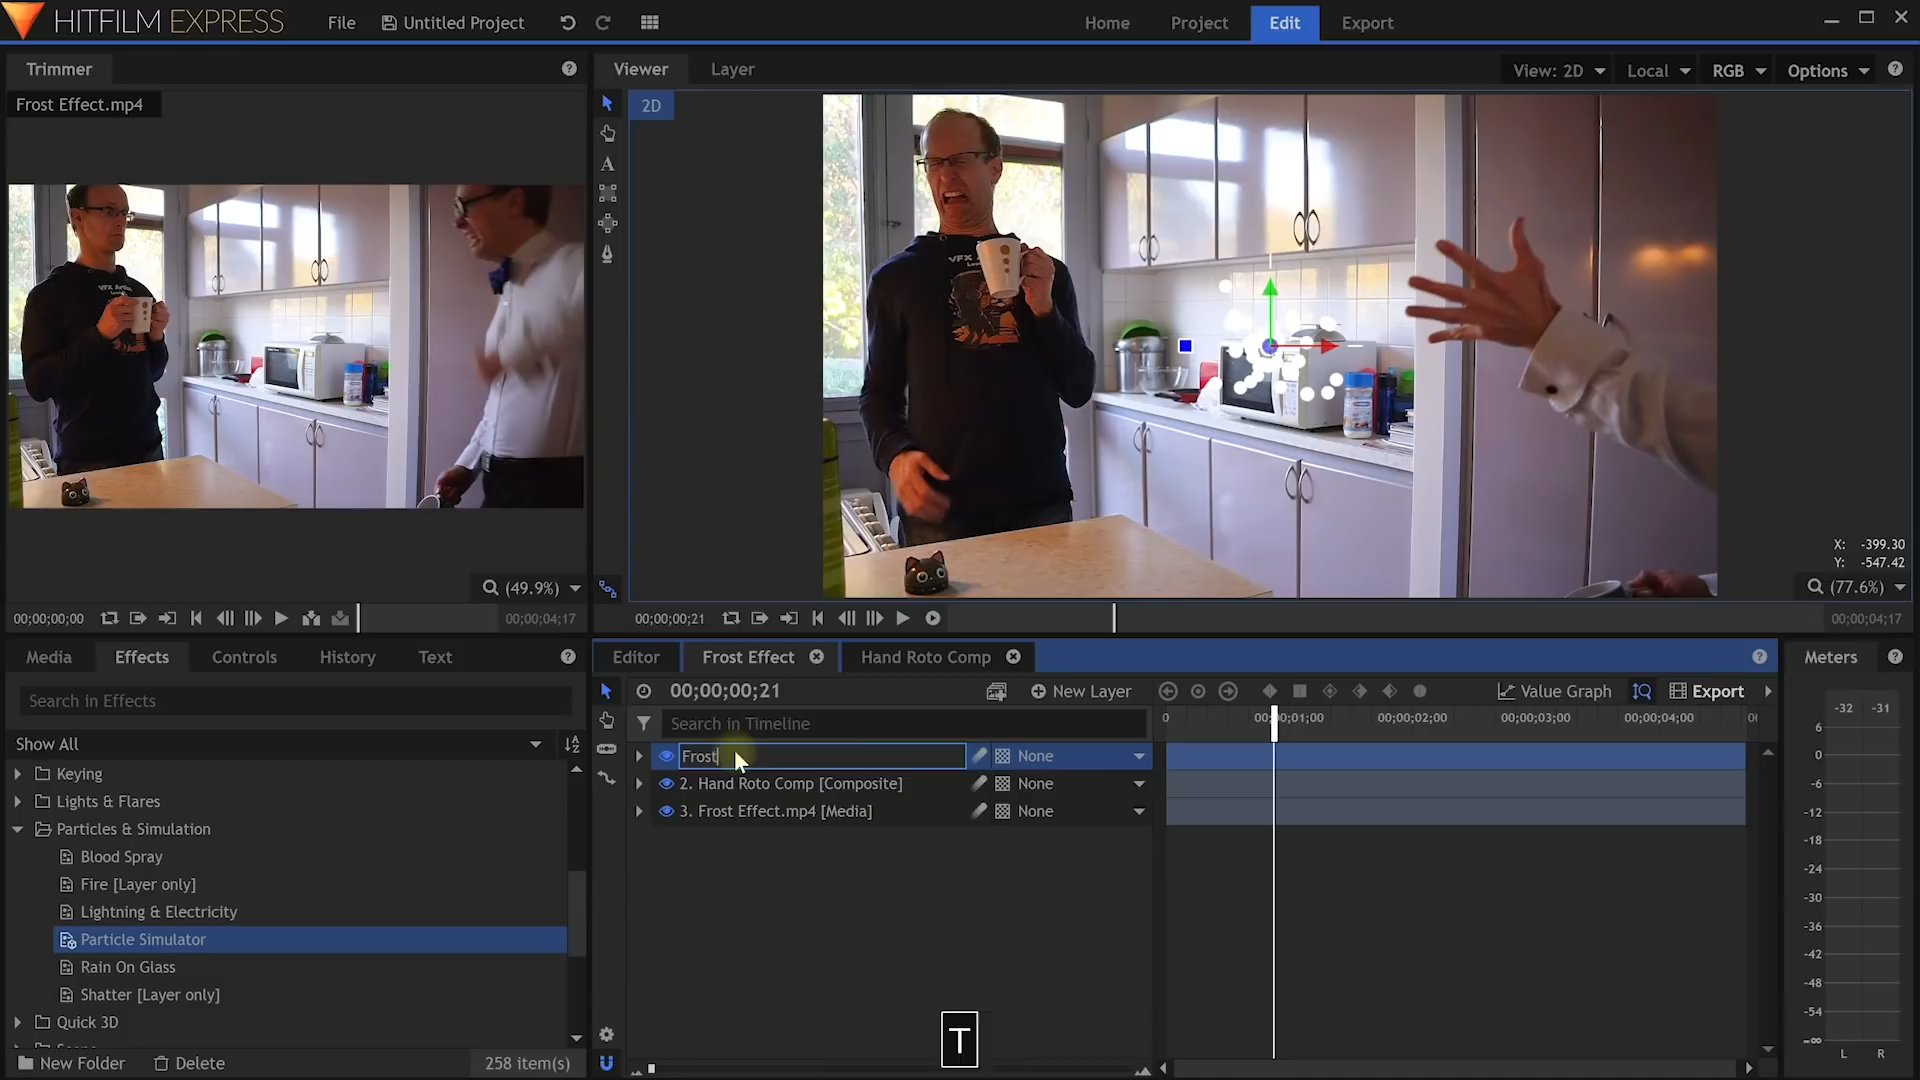 HITFILM EXPRESS
File
Untitled Project
Home
Project
Edit
Export
Trimmer
Frost Effect.mp4
(49.9%)
00;00;00;00
00;00;04;17
Viewer
Layer
View: 2D
Local
RGB
Options
2D
VFX Artist
X: -399.30
Y: -547.42
(77.6%)
00;00;00;21
00;00;04;17
Media
Effects
Controls
History
Text
Search in Effects
Show All
Keying
Lights & Flares
Particles & Simulation
Blood Spray
Fire [Layer only]
Lightning & Electricity
Particle Simulator
Rain On Glass
Shatter [Layer only]
Quick 3D
New Folder
Delete
258 item(s)
Editor
Frost Effect
Hand Roto Comp
00;00;00;21
New Layer
Value Graph
Export
Search in Timeline
0
00;00;01;00
00;00;02;00
00;00;03;00
00;00;04;00
Frost
None
2. Hand Roto Comp [Composite]
None
3. Frost Effect.mp4 [Media]
None
T
Meters
-32 -31
6
0
-6
-12
-18
-24
-30
-36
-42
-48
-54
-∞
L R